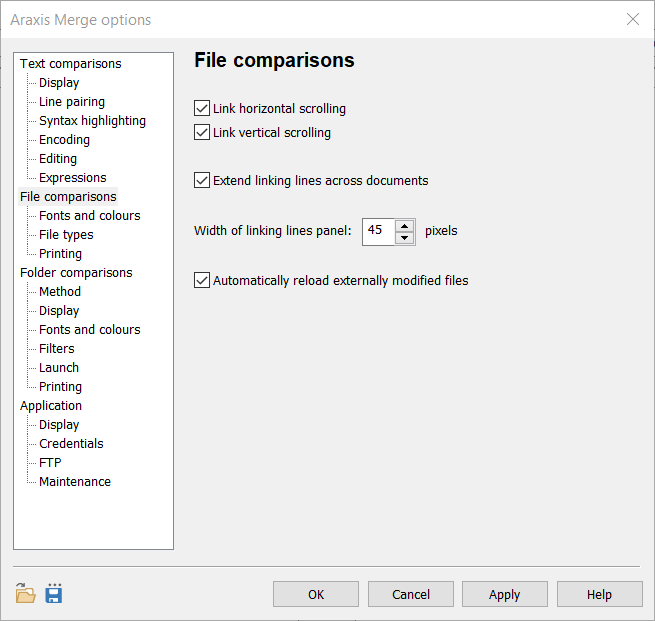 Araxis Merge options
Text comparisons
Display
Line pairing
Syntax highlighting
Encoding
Editing
Expressions
File comparisons
Fonts and colours
File types
Printing
Folder comparisons
Method
Display
Fonts and colours
Filters
Launch
Printing
Application
Display
Credentials
FTP
Maintenance
File comparisons
Link horizontal scrolling
Link vertical scrolling
Extend linking lines across documents
Width of linking lines panel: 45 pixels
Automatically reload externally modified files
OK Cancel Apply Help